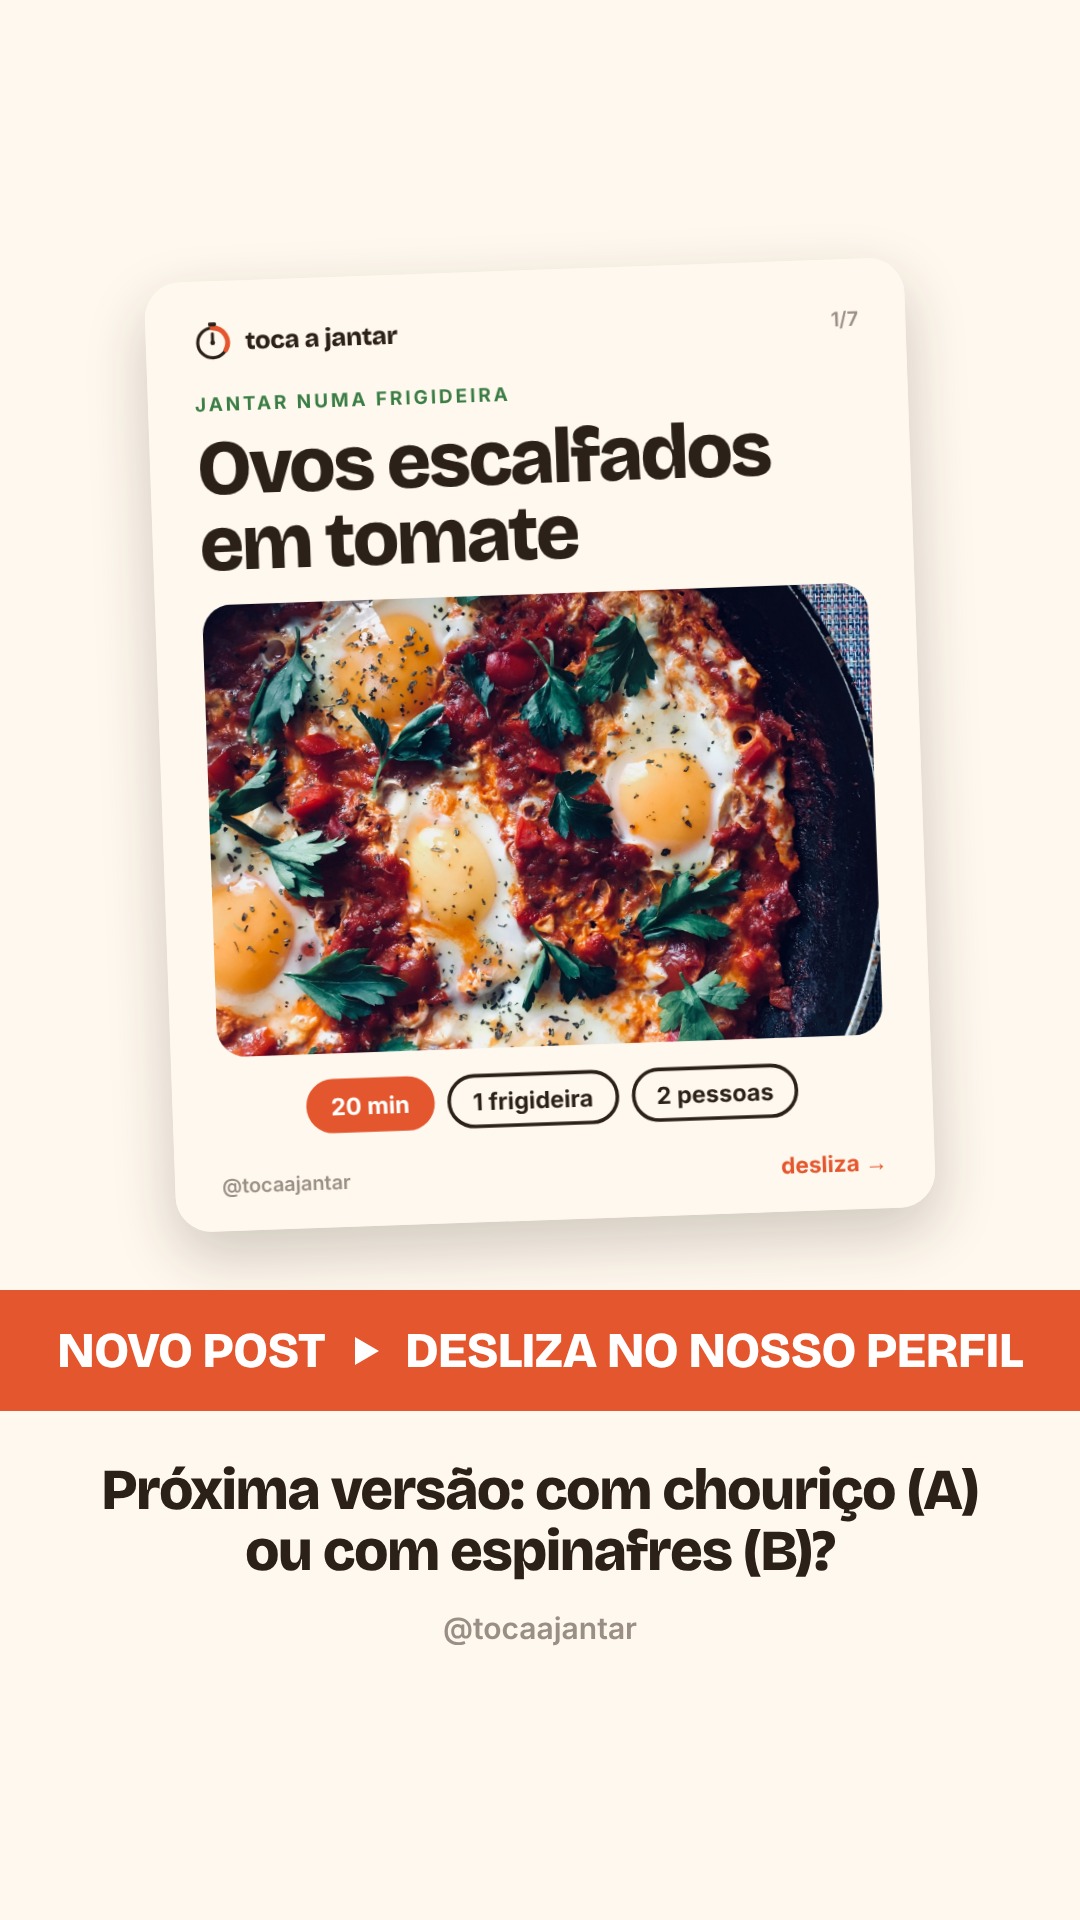 toca a jantar
1/7
JANTAR NUMA FRIGIDEIRA
Ovos escalfados
em tomate
20 min
1 frigideira
2 pessoas
@tocaajantar
desliza →
NOVO POST ▶ DESLIZA NO NOSSO PERFIL
Próxima versão: com chouriço (A)
ou com espinafres (B)?
@tocaajantar